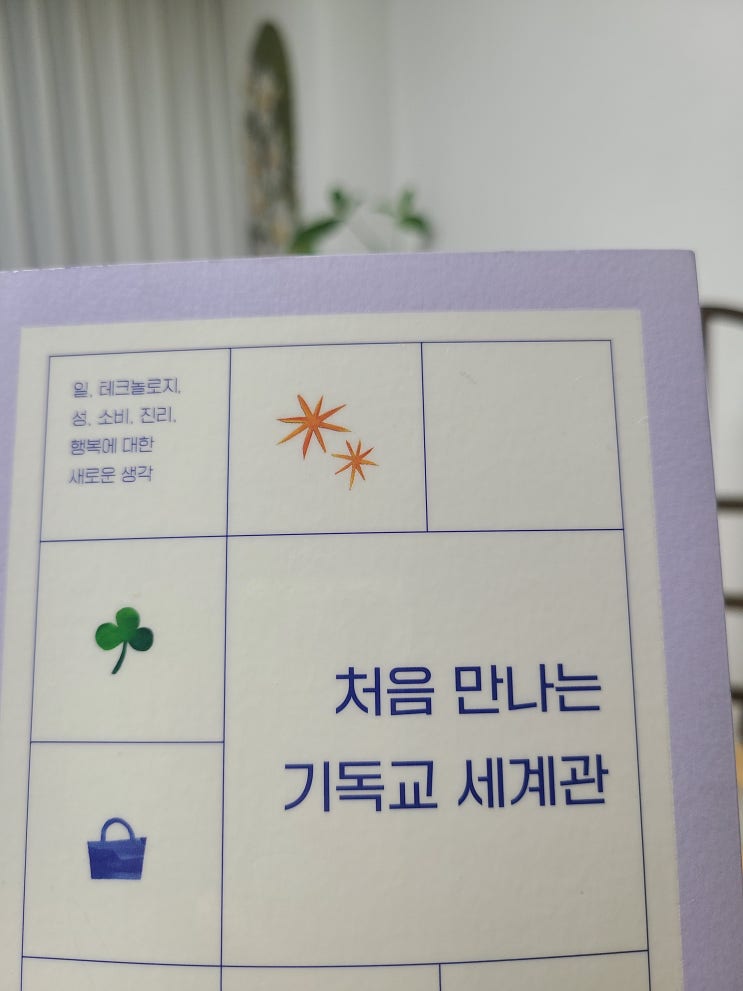 일, 테크놀로지,
성, 소비, 진리,
행복에 대한
새로운 생각
처음 만나는
기독교 세계관